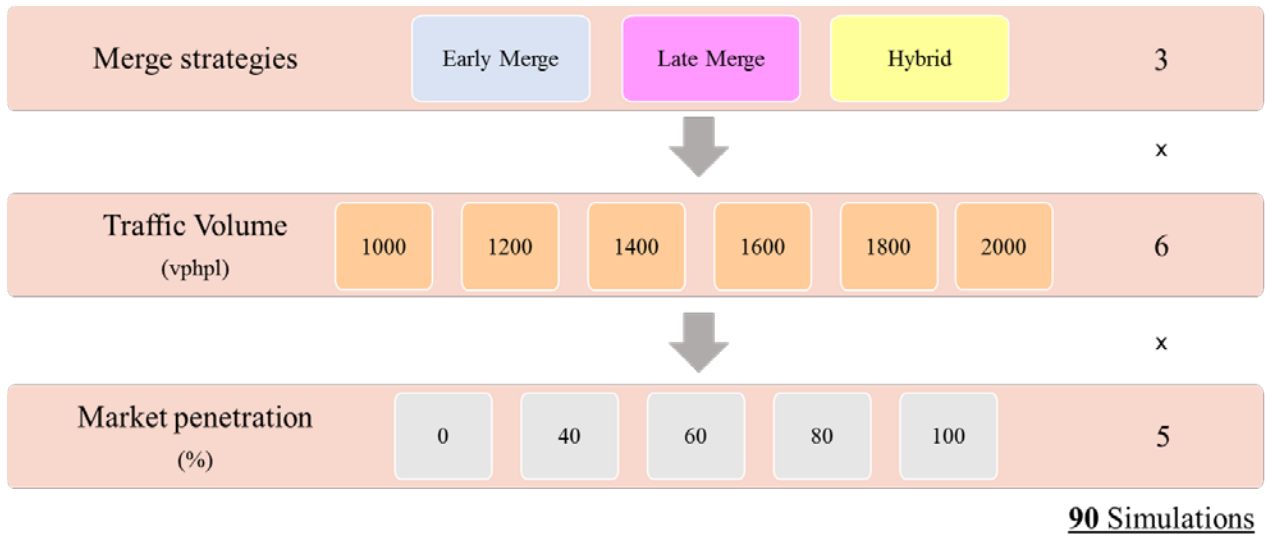 Merge strategies Early Merge Late Merge Hybrid 3
x
Traffic Volume
(vphpl)
1000 1200 1400 1600 1800 2000 6
x
Market penetration
(%)
0 40 60 80 100 5
90 Simulations